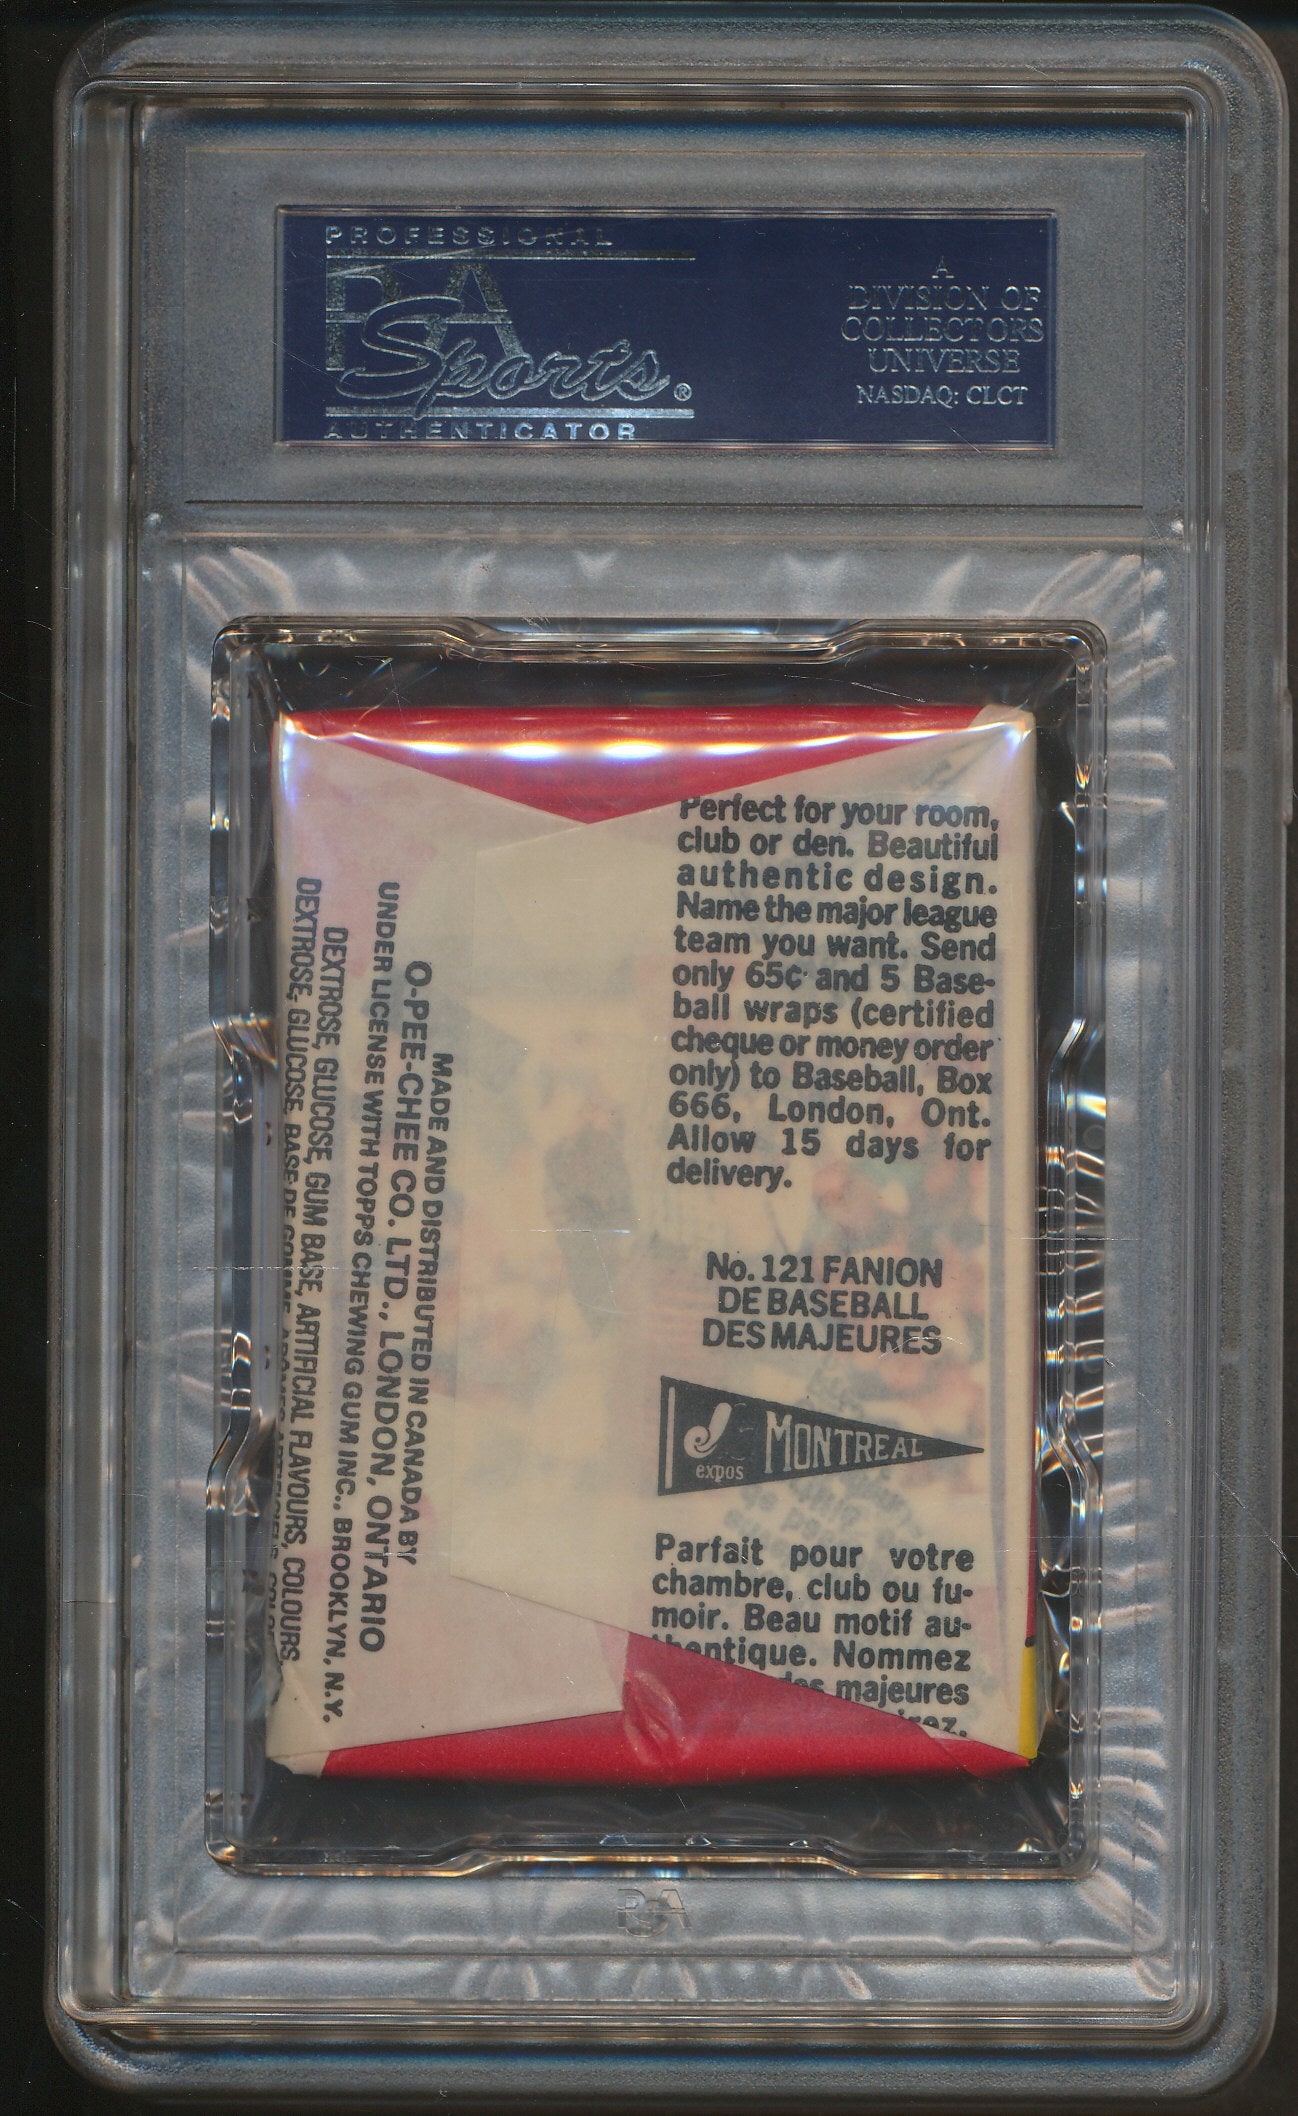 PROFESSIONAL
PSA
Sports®
AUTHENTICATOR
A
DIVISION OF
COLLECTORS
UNIVERSE
NASDAQ: CLCT
Perfect for your room,
club or den. Beautiful
authentic design.
Name the major league
team you want. Send
only 65¢ and 5 Base-
ball wraps (certified
cheque or money order
only) to Baseball, Box
666, London, Ont.
Allow 15 days for
delivery.
No. 121 FANION
DE BASEBALL
DES MAJEURES
expos
MONTREAL
Parfait pour votre
chambre, club ou fu-
moir. Beau motif au-
thentique. Nommez
des majeures
MADE AND DISTRIBUTED IN CANADA BY
O-PEE-CHEE CO. LTD., LONDON, ONTARIO
UNDER LICENSE WITH TOPPS CHEWING GUM INC., BROOKLYN, N.Y.
DEXTROSE, GLUCOSE, GUM BASE, ARTIFICIAL FLAVOURS, COLOURS
DEXTROSE, GLUCOSE, BASE DE GOMME
PSA